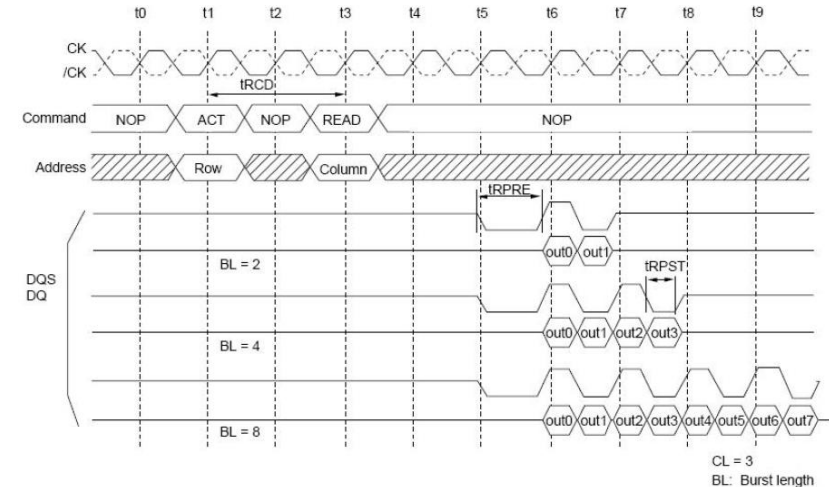 t0 t1 t2 t3 t4 t5 t6 t7 t8 t9
CK
/CK
tRCD
Command NOP ACT NOP READ NOP
Address Row Column
tRPRE
out0 out1
BL = 2
tRPST
DQS
DQ
out0 out1 out2 out3
BL = 4
out0 out1 out2 out3 out4 out5 out6 out7
BL = 8
CL = 3
BL: Burst length